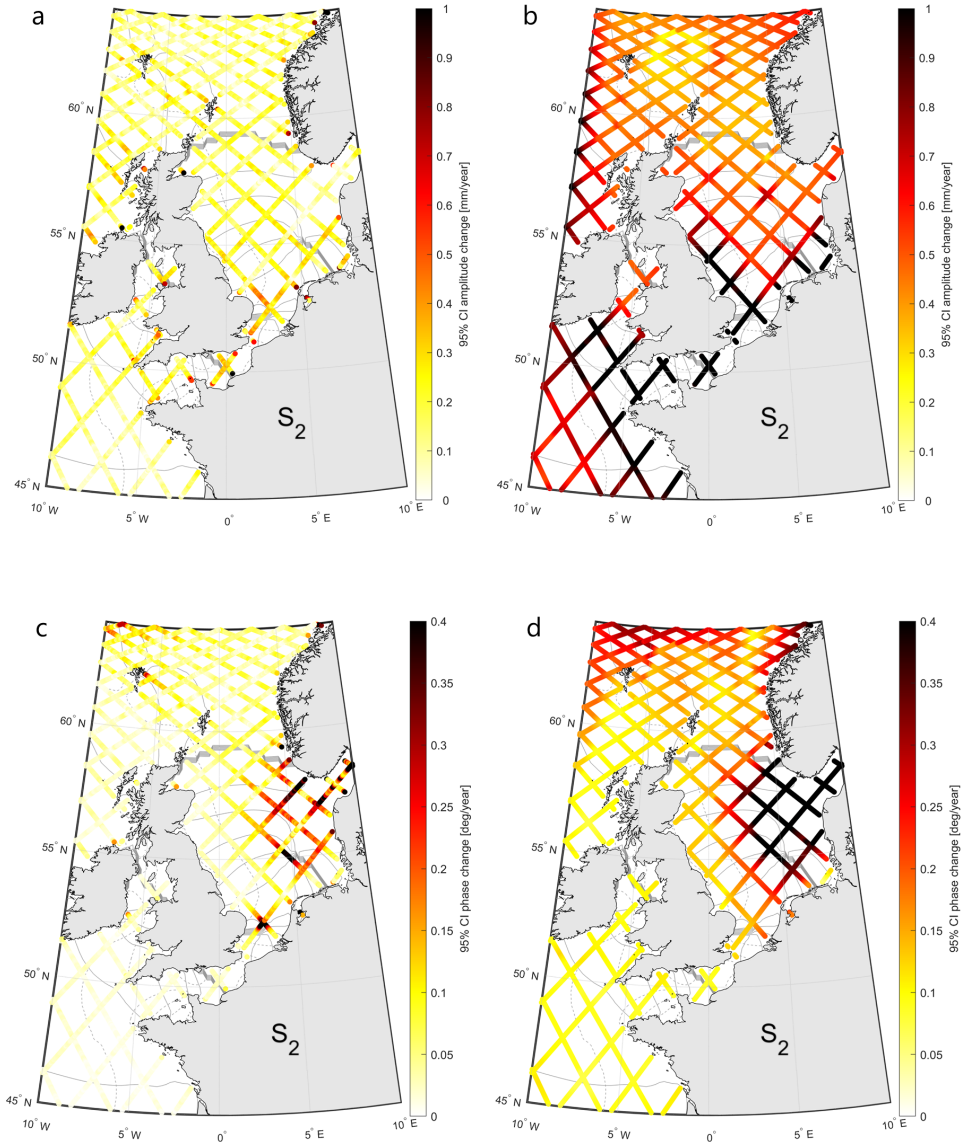 a
60° N
55° N
50° N
45° N
10° W
5° W
0°
5° E
10° E
S2
1
0.9
0.8
0.7
0.6
0.5
0.4
0.3
0.2
0.1
0
95% CI amplitude change [mm/year]
b
60° N
55° N
50° N
45° N
10° W
5° W
0°
5° E
10° E
S2
1
0.9
0.8
0.7
0.6
0.5
0.4
0.3
0.2
0.1
0
95% CI amplitude change [mm/year]
c
60° N
55° N
50° N
45° N
10° W
5° W
0°
5° E
10° E
S2
0.4
0.35
0.3
0.25
0.2
0.15
0.1
0.05
0
95% CI phase change [deg/year]
d
60° N
55° N
50° N
45° N
10° W
5° W
0°
5° E
10° E
S2
0.4
0.35
0.3
0.25
0.2
0.15
0.1
0.05
0
95% CI phase change [deg/year]